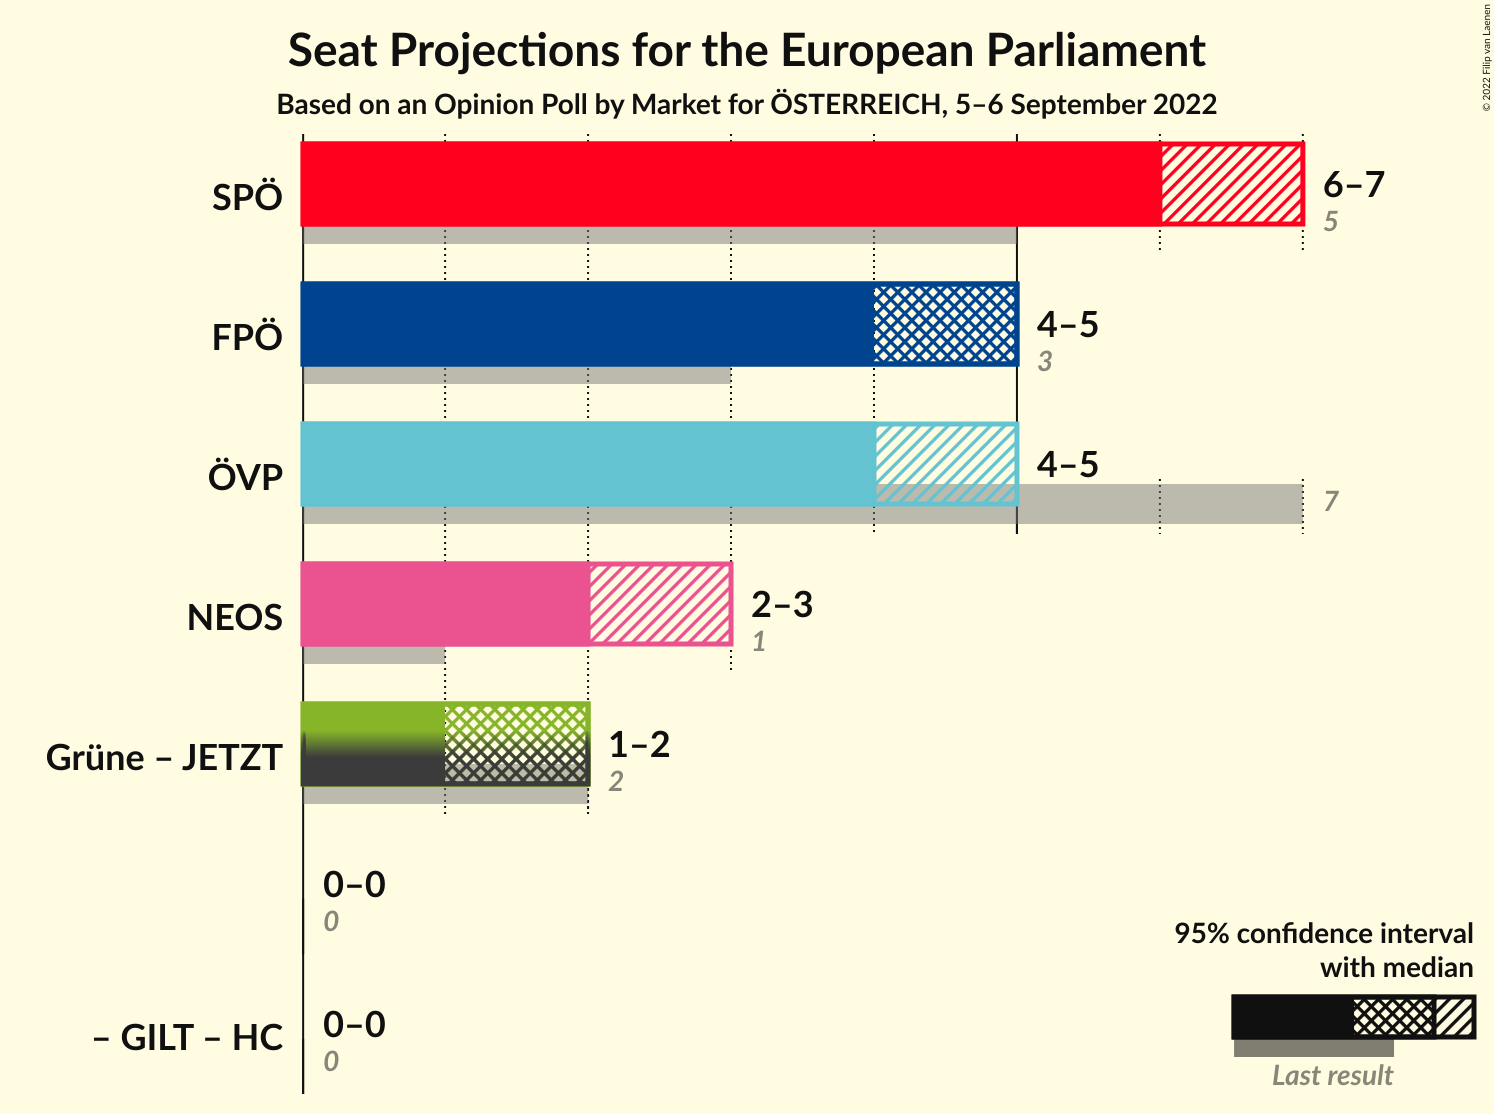 Seat Projections for the European Parliament
Based on an Opinion Poll by Market for ÖSTERREICH, 5–6 September 2022
© 2022 Filip van Laenen
SPÖ
6–7
5
FPÖ
4–5
3
ÖVP
4–5
7
NEOS
2–3
1
Grüne – JETZT
1–2
2
0–0
0
– GILT – HC
0–0
0
95% confidence interval
with median
Last result